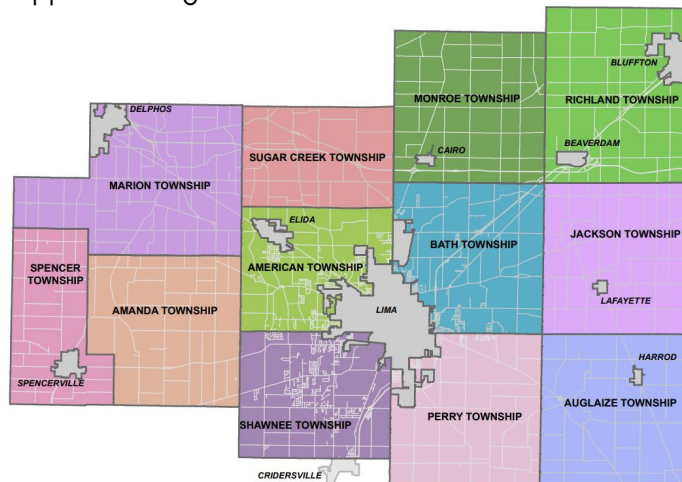 BLUFFTON
MONROE TOWNSHIP
RICHLAND TOWNSHIP
DELPHOS
CAIRO
BEAVERDAM
SUGAR CREEK TOWNSHIP
MARION TOWNSHIP
ELIDA
JACKSON TOWNSHIP
BATH TOWNSHIP
SPENCER
TOWNSHIP
AMERICAN TOWNSHIP
LAFAYETTE
AMANDA TOWNSHIP
LIMA
HARROD
SPENCERVILLE
AUGLAIZE TOWNSHIP
PERRY TOWNSHIP
SHAWNEE TOWNSHIP
CRIDERSVILLE